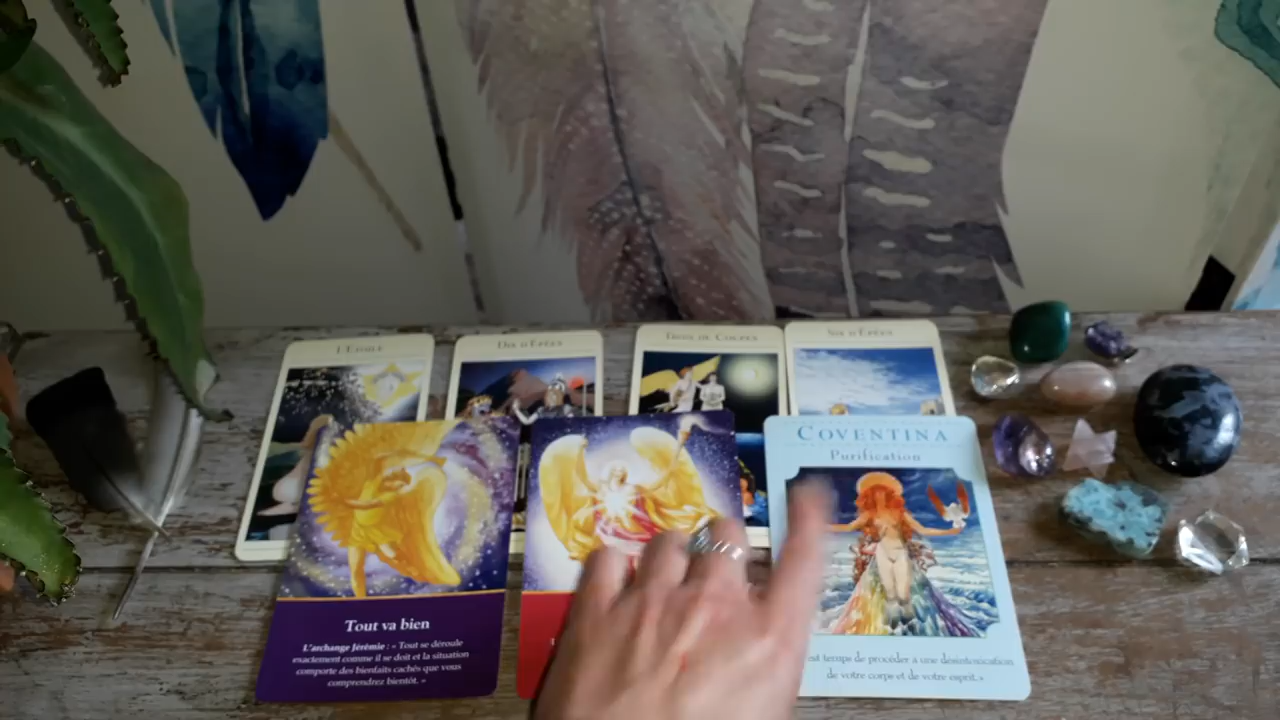 L'ÉTOILE
DIX D'ÉPÉES
TROIS DE COUPES
SIX D'ÉPÉES
COVENTINA
Purification
Tout va bien
L'archange Jérémie : « Tout se déroule
exactement comme il se doit et la situation
comporte des bienfaits cachés que vous
comprendrez bientôt. »
est temps de procéder à une désintoxication
de votre corps et de votre esprit.»